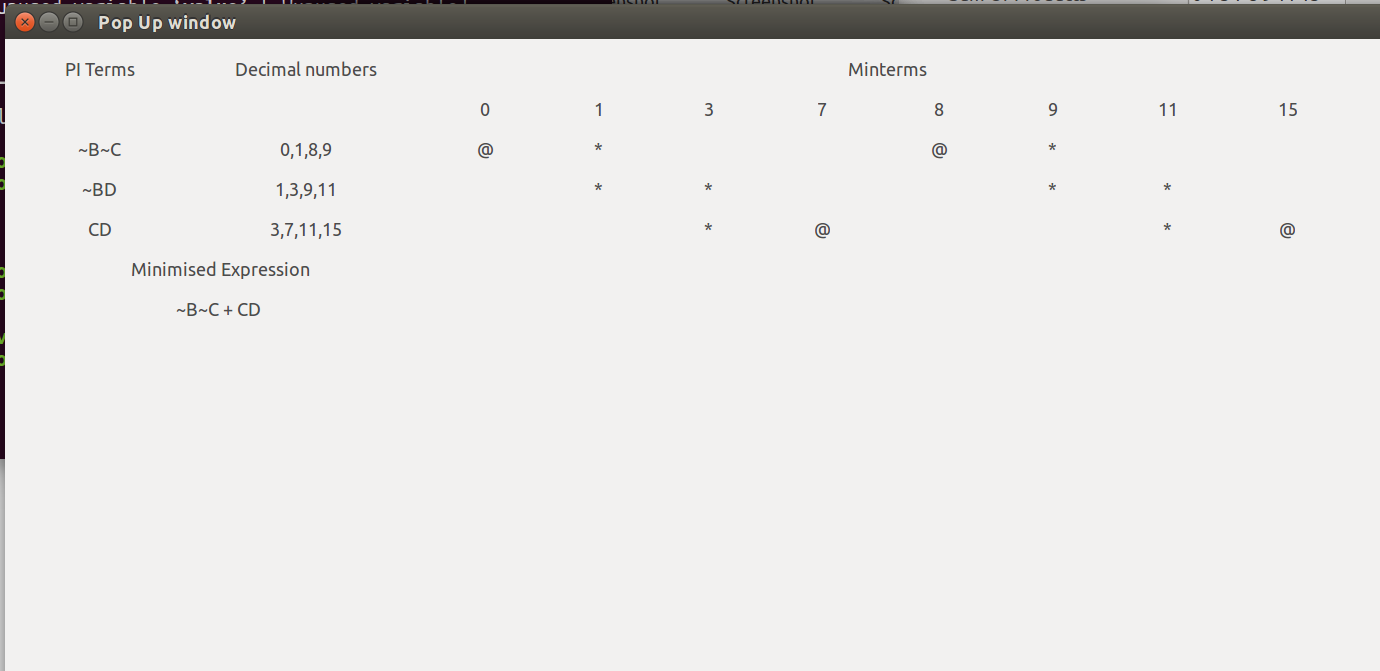 Pop Up window
PI Terms Decimal numbers Minterms
0 1 3 7 8 9 11 15
~B~C 0,1,8,9 @ * @ *
~BD 1,3,9,11 * * * *
CD 3,7,11,15 * @ * @
Minimised Expression
~B~C + CD